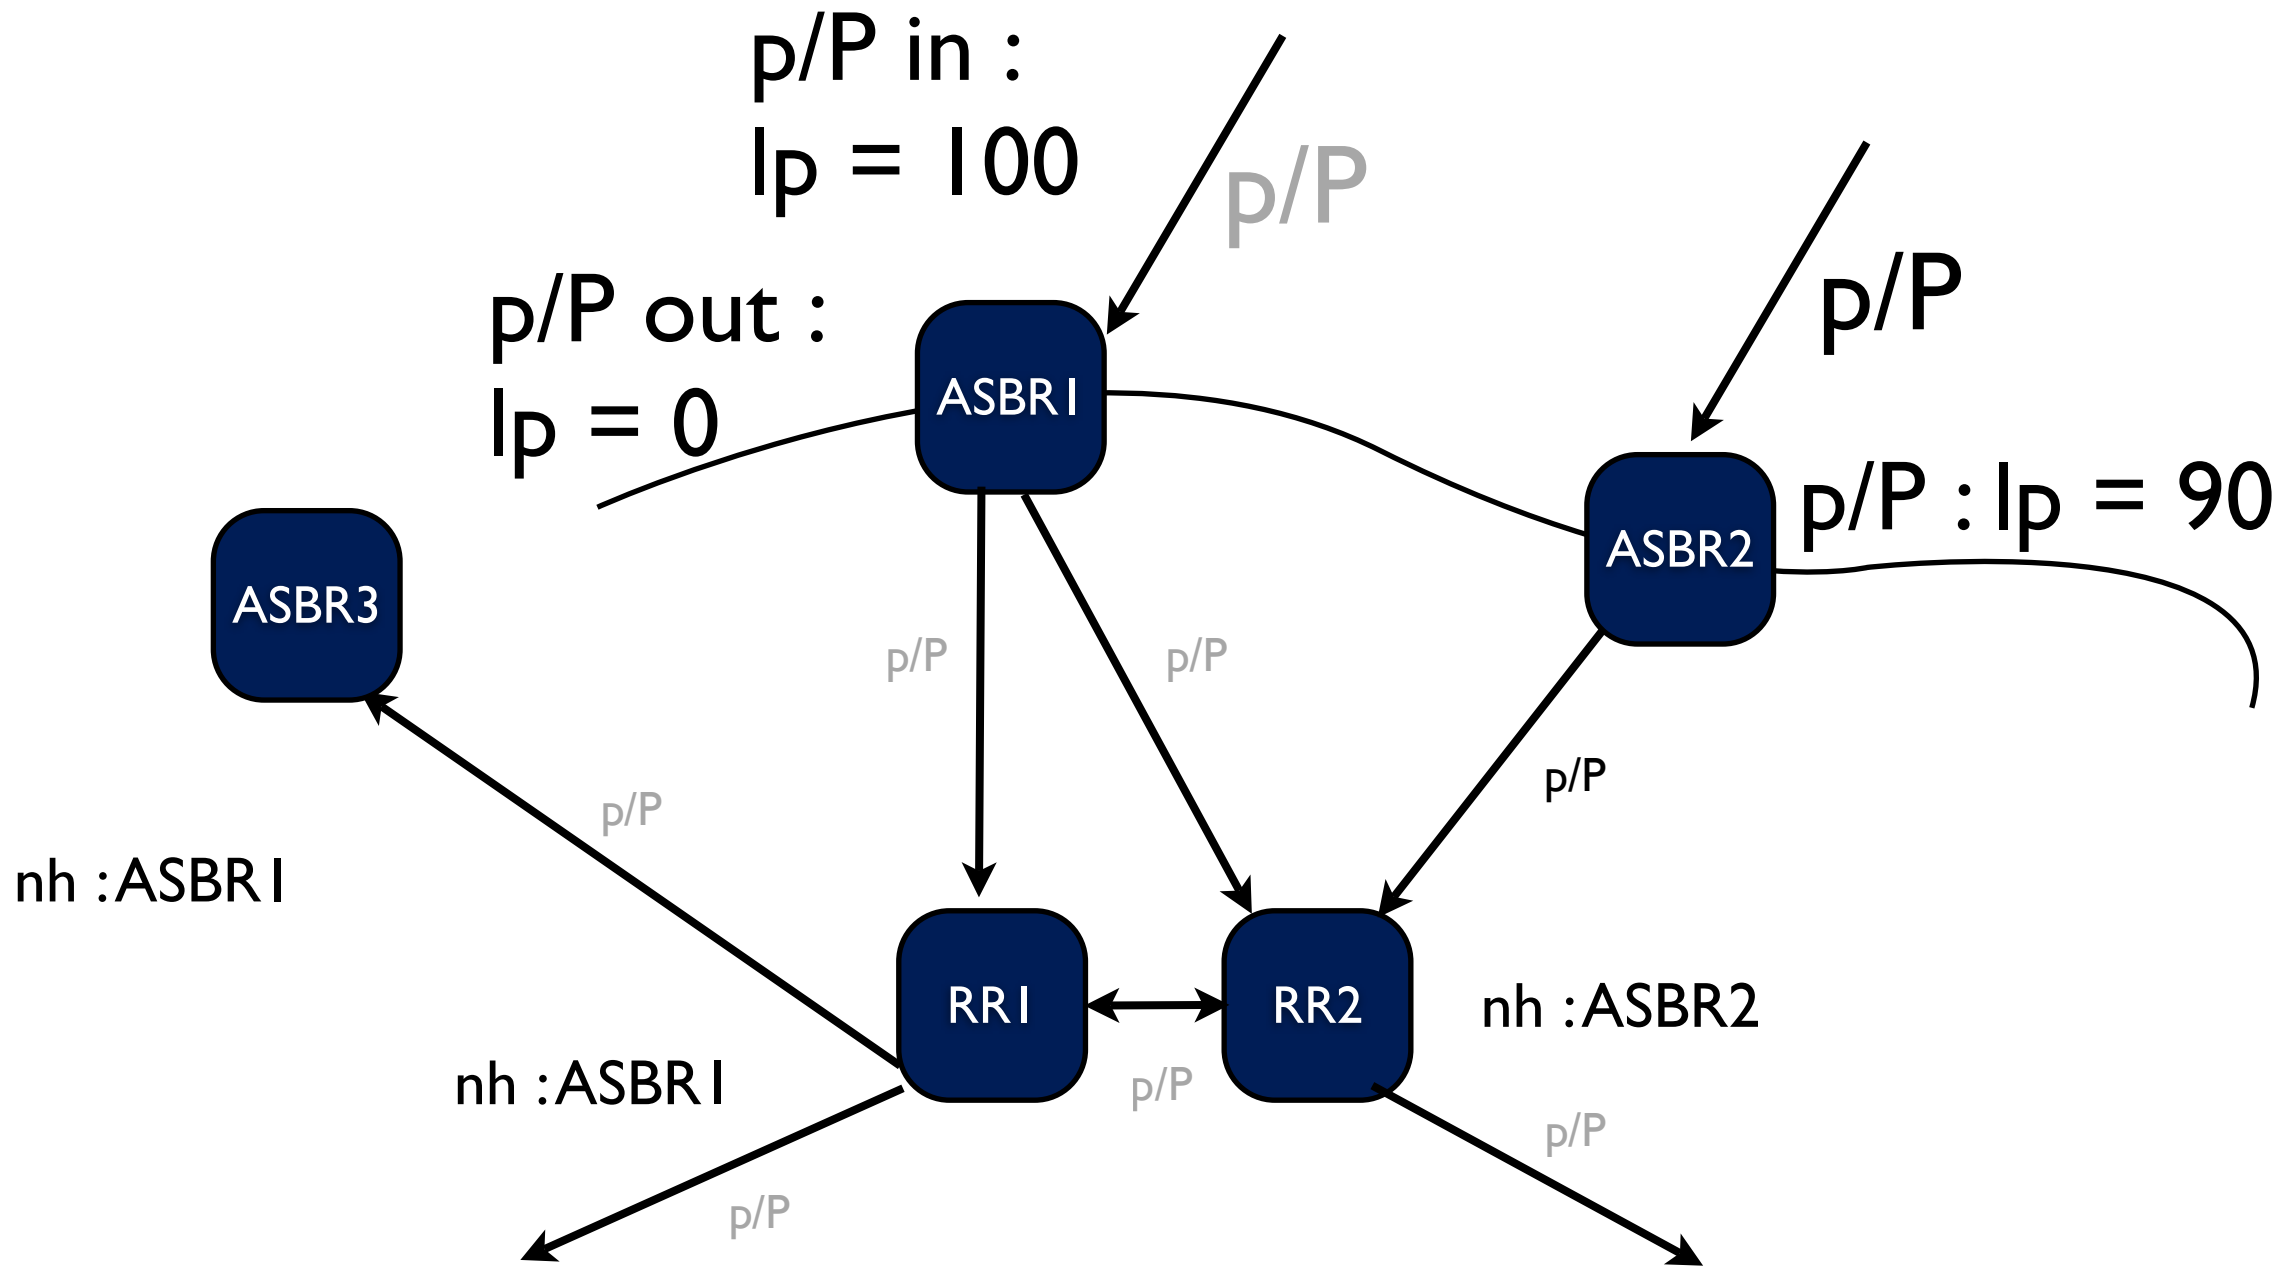 p/P in :
lp = 100
p/P
p/P out :
lp = 0
ASBR1
p/P
p/P : lp = 90
ASBR2
ASBR3
p/P
p/P
p/P
p/P
nh : ASBR1
RR1
RR2
nh : ASBR2
nh : ASBR1
p/P
p/P
p/P